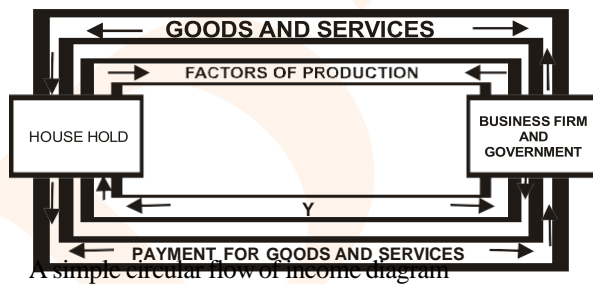 GOODS AND SERVICES
FACTORS OF PRODUCTION
HOUSE HOLD
BUSINESS FIRM
AND
GOVERNMENT
Y
PAYMENT FOR GOODS AND SERVICES
A simple circular flow of income diagram